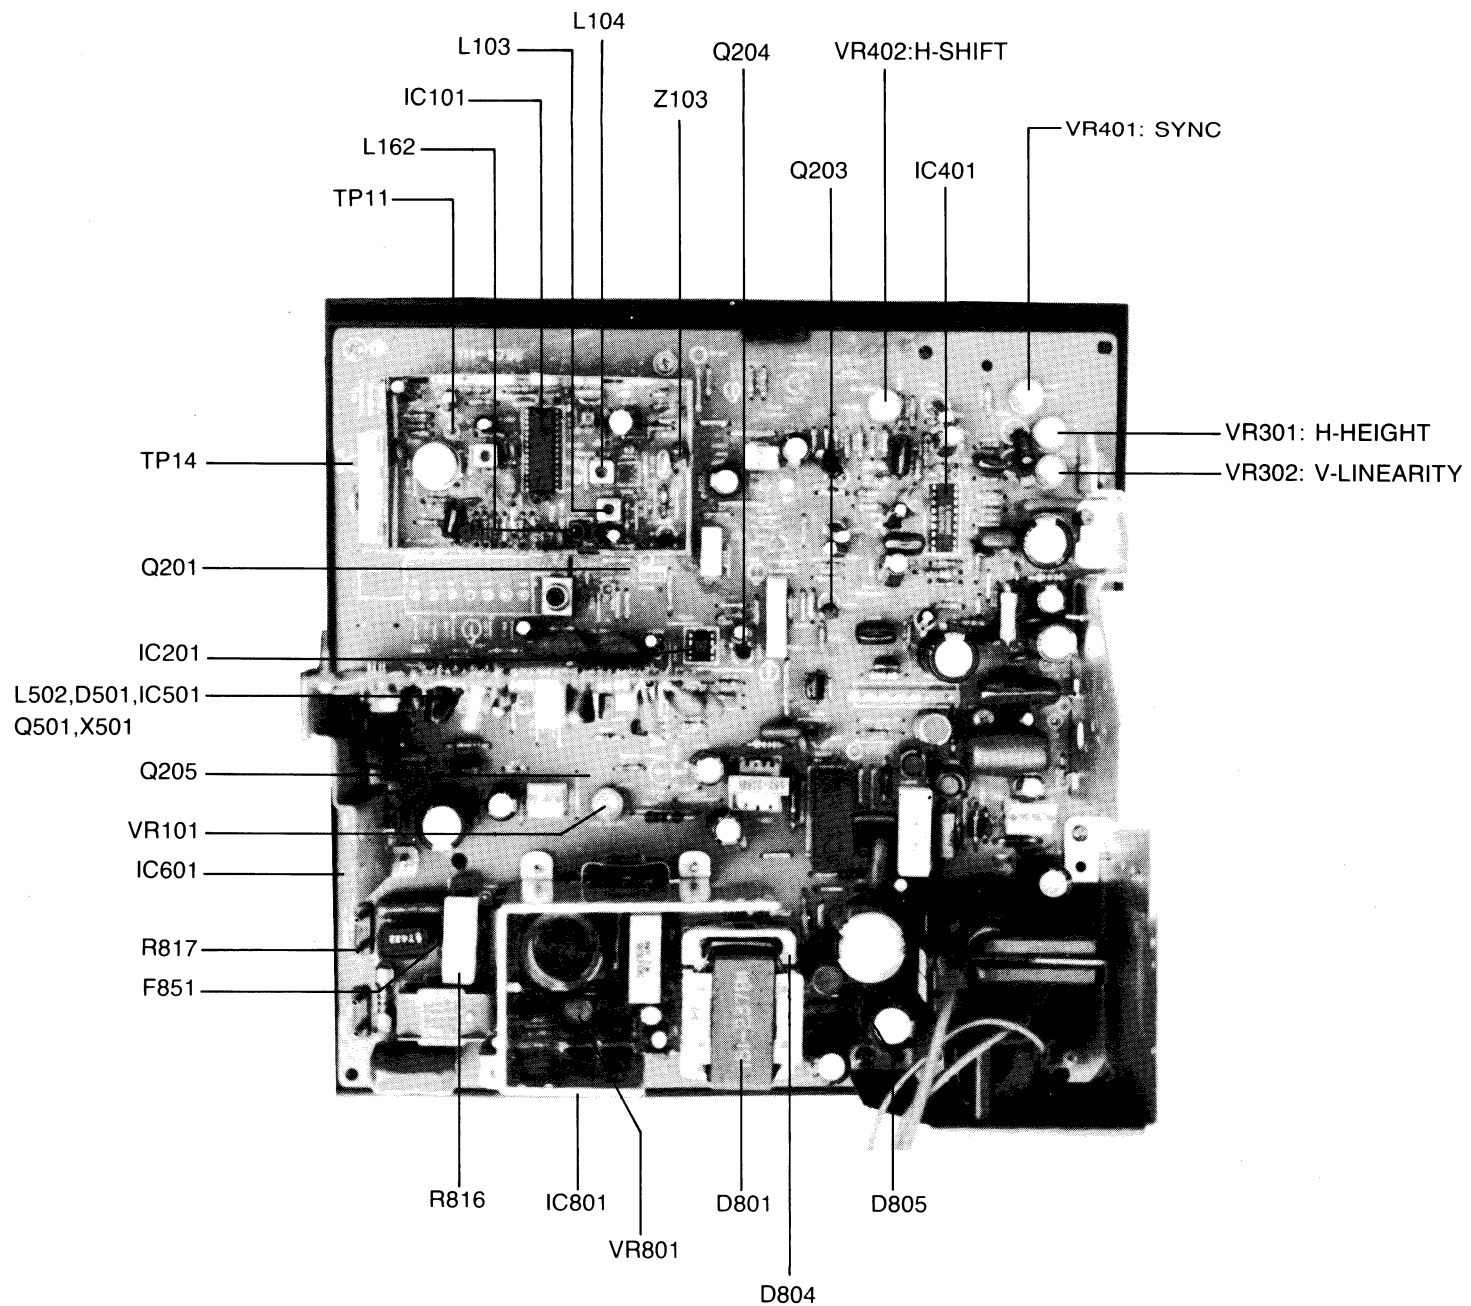 L104
L103
Q204
VR402:H-SHIFT
IC101
Z103
VR401: SYNC
L162
Q203
IC401
TP11
VR301: H-HEIGHT
TP14
VR302: V-LINEARITY
Q201
IC201
L502,D501,IC501
Q501,X501
Q205
VR101
IC601
R817
F851
R816
IC801
D801
D805
VR801
D804